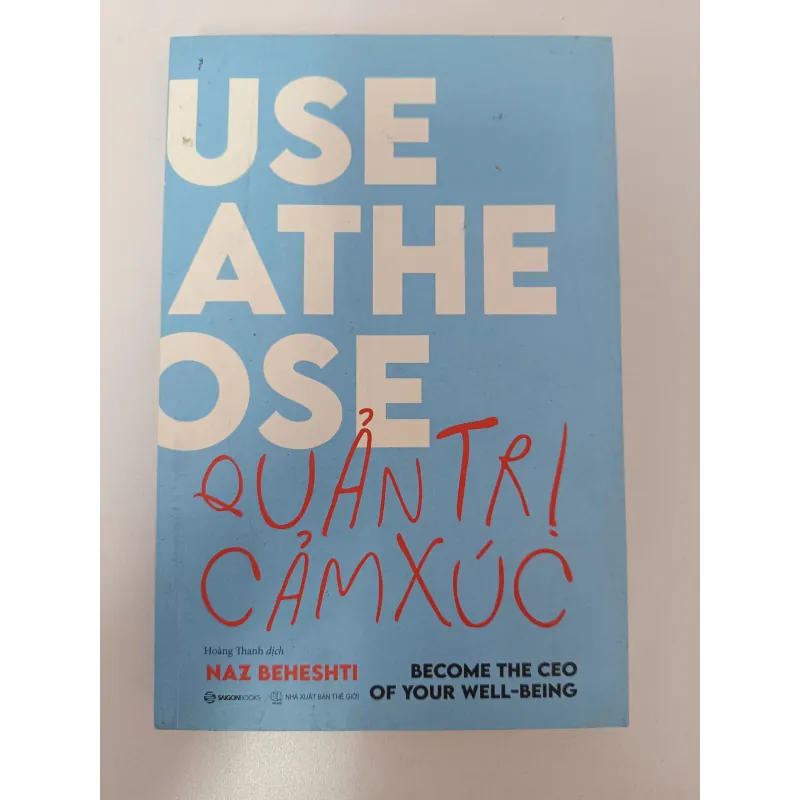 USE
ATHE
OSE
QUẢN TRỊ
CẢM XÚC
Hoàng Thanh dịch
NAZ BEHESHTI
BECOME THE CEO
OF YOUR WELL-BEING
SAIGONBOOKS
NHÀ XUẤT BẢN THẾ GIỚI